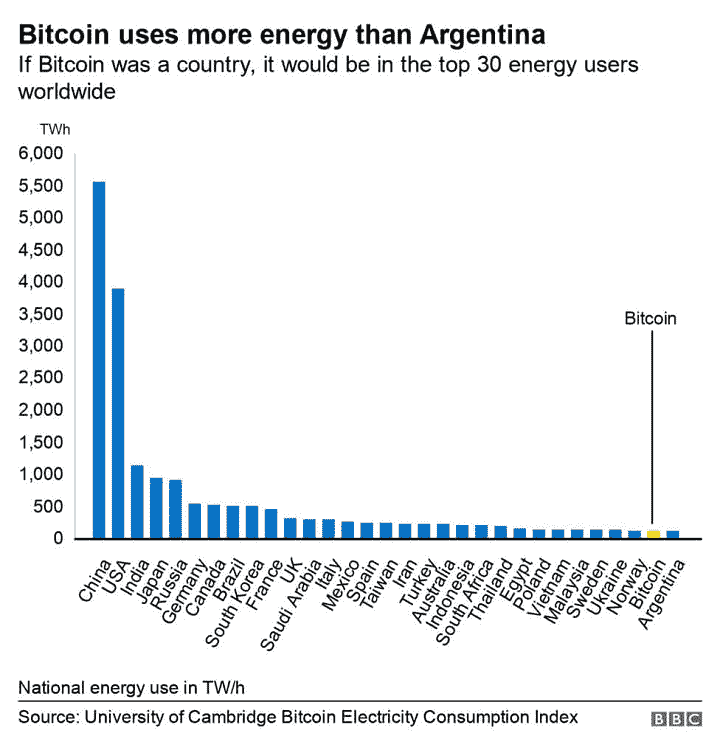 Bitcoin uses more energy than Argentina
If Bitcoin was a country, it would be in the top 30 energy users
worldwide
TWh
6,000
5,500
5,000
4,500
4,000
3,500
3,000
2,500
2,000
1,500
1,000
500
0
Bitcoin
China
USA
India
Japan
Russia
Germany
Canada
Brazil
South Korea
France
UK
Saudi Arabia
Italy
Mexico
Spain
Taiwan
Iran
Turkey
Australia
Indonesia
South Africa
Thailand
Egypt
Poland
Vietnam
Malaysia
Sweden
Ukraine
Norway
Bitcoin
Argentina
National energy use in TW/h
Source: University of Cambridge Bitcoin Electricity Consumption Index
BBC